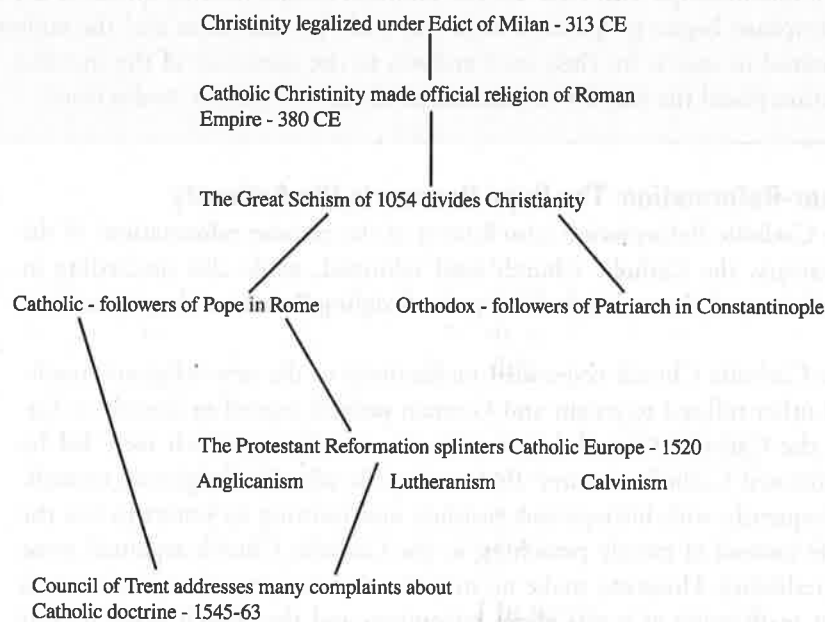 Christinity legalized under Edict of Milan - 313 CE
Catholic Christinity made official religion of Roman
Empire - 380 CE
The Great Schism of 1054 divides Christianity
Catholic - followers of Pope in Rome
Orthodox - followers of Patriarch in Constantinople
The Protestant Reformation splinters Catholic Europe - 1520
Anglicanism
Lutheranism
Calvinism
Council of Trent addresses many complaints about
Catholic doctrine - 1545-63